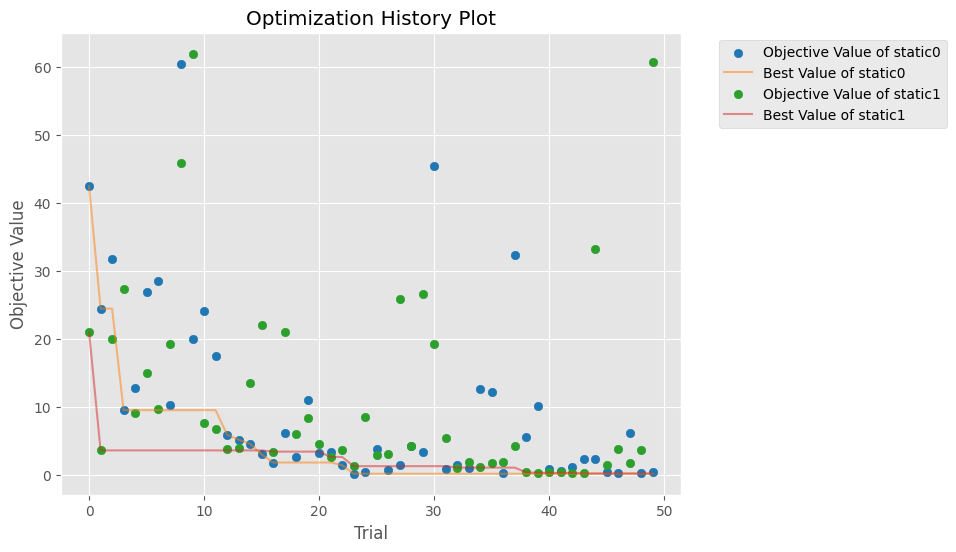 Optimization History Plot
Objective Value of static0
Best Value of static0
Objective Value of static1
Best Value of static1
Objective Value
60
50
40
30
20
10
0
0 10 20 30 40 50
Trial